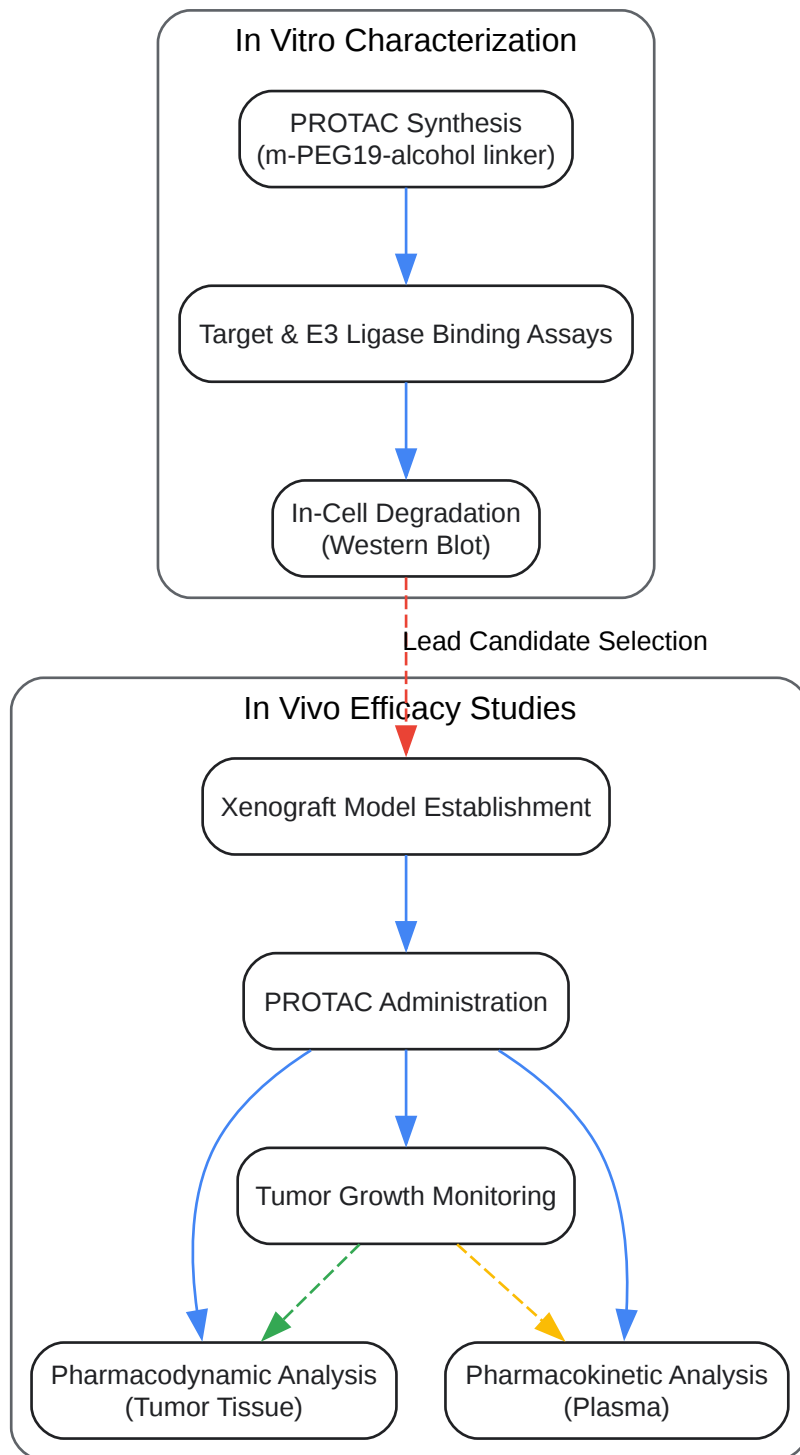 In Vitro Characterization
PROTAC Synthesis
(m-PEG19-alcohol linker)
Target & E3 Ligase Binding Assays
In-Cell Degradation
(Western Blot)
Lead Candidate Selection
In Vivo Efficacy Studies
Xenograft Model Establishment
PROTAC Administration
Tumor Growth Monitoring
Pharmacodynamic Analysis
(Tumor Tissue)
Pharmacokinetic Analysis
(Plasma)